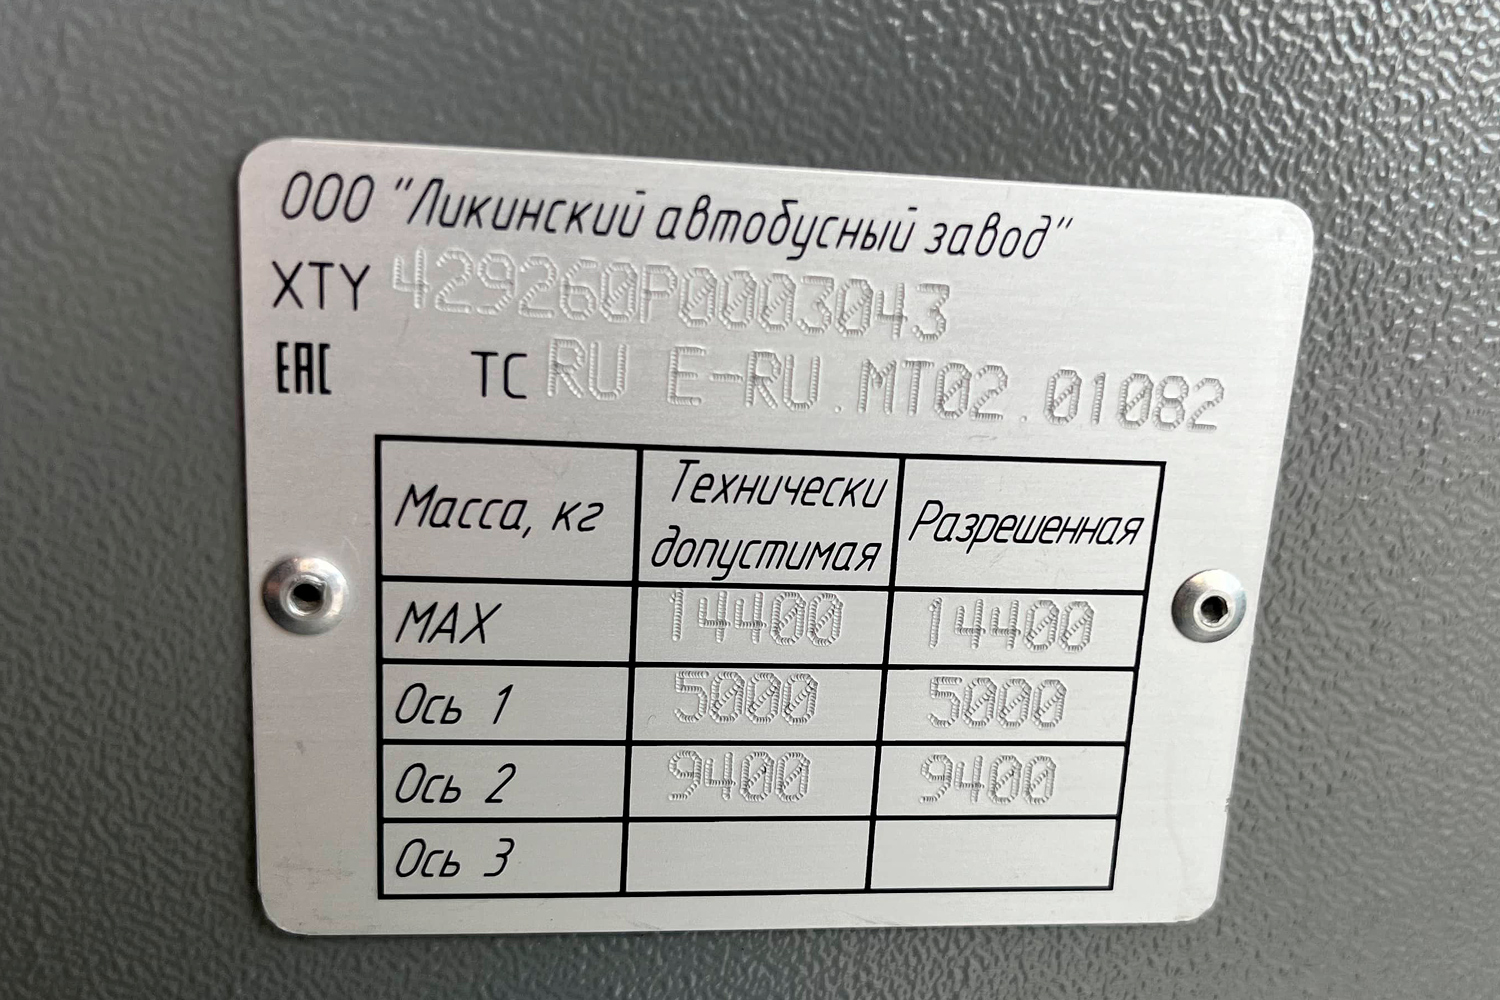 ООО "Ликинский автобусный завод"
XTY 429260P0003043
EAC ТС RU E-RU.MT02.01082
Масса, кг Технически допустимая Разрешенная
MAX 14400 14400
Ось 1 5000 5000
Ось 2 9400 9400
Ось 3